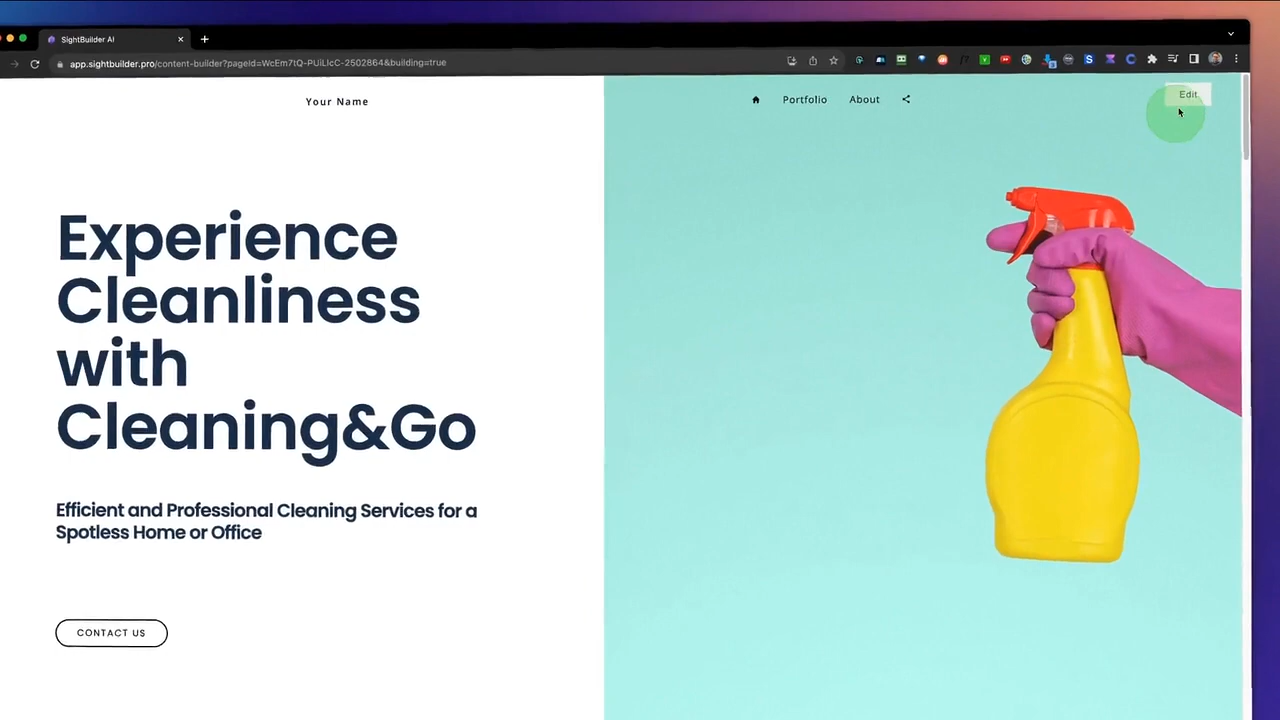 SightBuilder AI
app.sightbuilder.pro/content-builder?pageId=WcEm7tQ-PUiLIcC-2502864&building=true
Your Name
Portfolio
About
Edit
Experience
Cleanliness
with
Cleaning&Go
Efficient and Professional Cleaning Services for a
Spotless Home or Office
CONTACT US